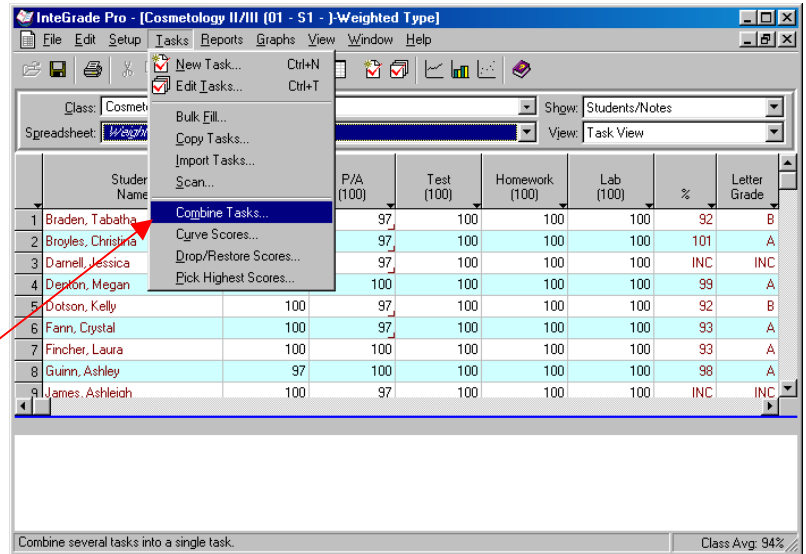 InteGrade Pro - [Cosmetology II/III (01 - S1 - )-Weighted Type]
File Edit Setup Tasks Reports Graphs View Window Help
New Task... Ctrl+N
Edit Tasks... Ctrl+T
Bulk Fill...
Copy Tasks...
Import Tasks...
Scan...
Combine Tasks...
Curve Scores...
Drop/Restore Scores...
Pick Highest Scores...
Class: Cosmet Show: Students/Notes
Spreadsheet: Weigh View: Task View
Studen P/A Test Homework Lab Letter
Name (100) (100) (100) (100) % Grade
1 Braden, Tabatha 97 100 100 100 92 B
2 Broyles, Christina 97 100 100 100 101 A
3 Darnell, Jessica 97 100 100 100 INC INC
4 Denton, Megan 100 100 100 100 99 A
5 Dotson, Kelly 100 97 100 100 100 92 B
6 Fann, Crystal 100 97 100 100 100 93 A
7 Fincher, Laura 100 100 100 100 100 93 A
8 Guinn, Ashley 97 100 100 100 100 98 A
9 James, Ashleigh 100 97 100 100 100 INC INC
Combine several tasks into a single task. Class Avg: 94%